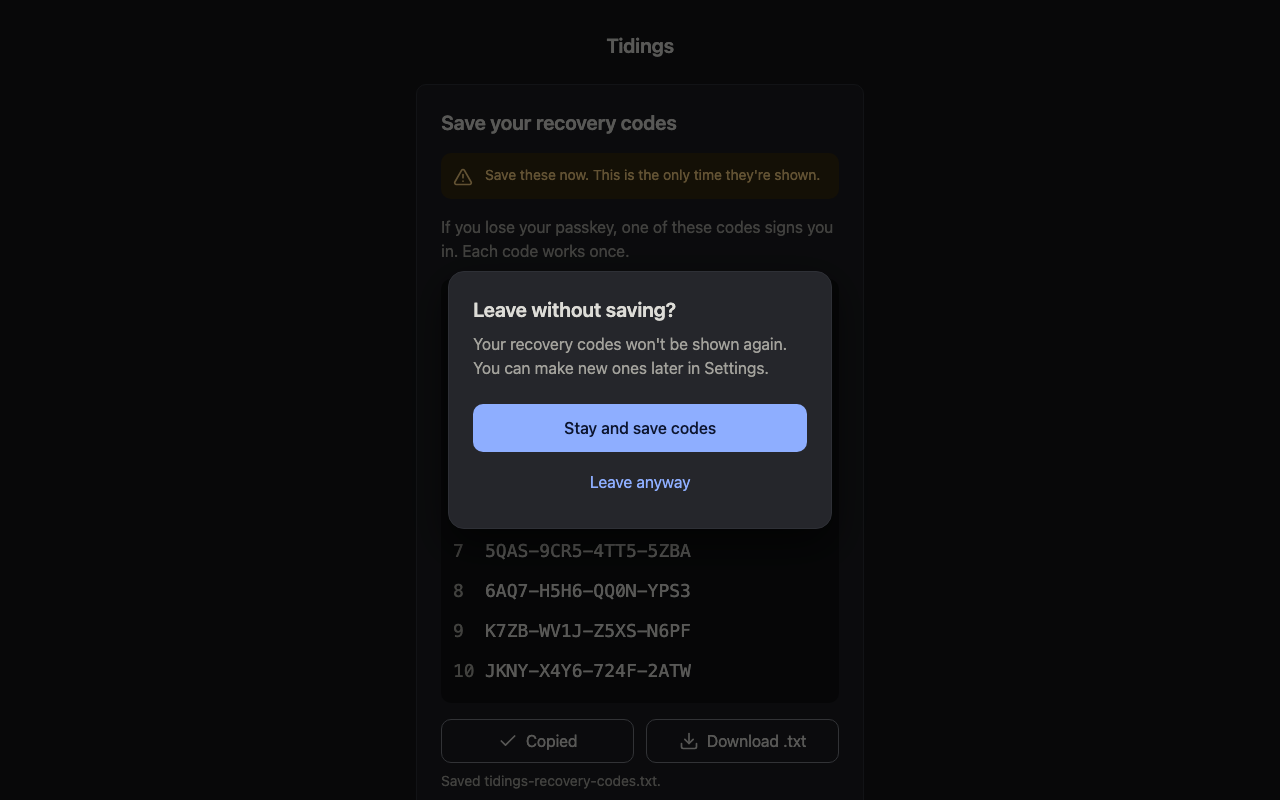 Tidings
Save your recovery codes
Save these now. This is the only time they're shown.
If you lose your passkey, one of these codes signs you
in. Each code works once.
Leave without saving?
Your recovery codes won't be shown again.
You can make new ones later in Settings.
Stay and save codes
Leave anyway
7 5QAS-9CR5-4TT5-5ZBA
8 6AQ7-H5H6-QQ0N-YPS3
9 K7ZB-WV1J-Z5XS-N6PF
10 JKNY-X4Y6-724F-2ATW
Copied
Download .txt
Saved tidings-recovery-codes.txt.